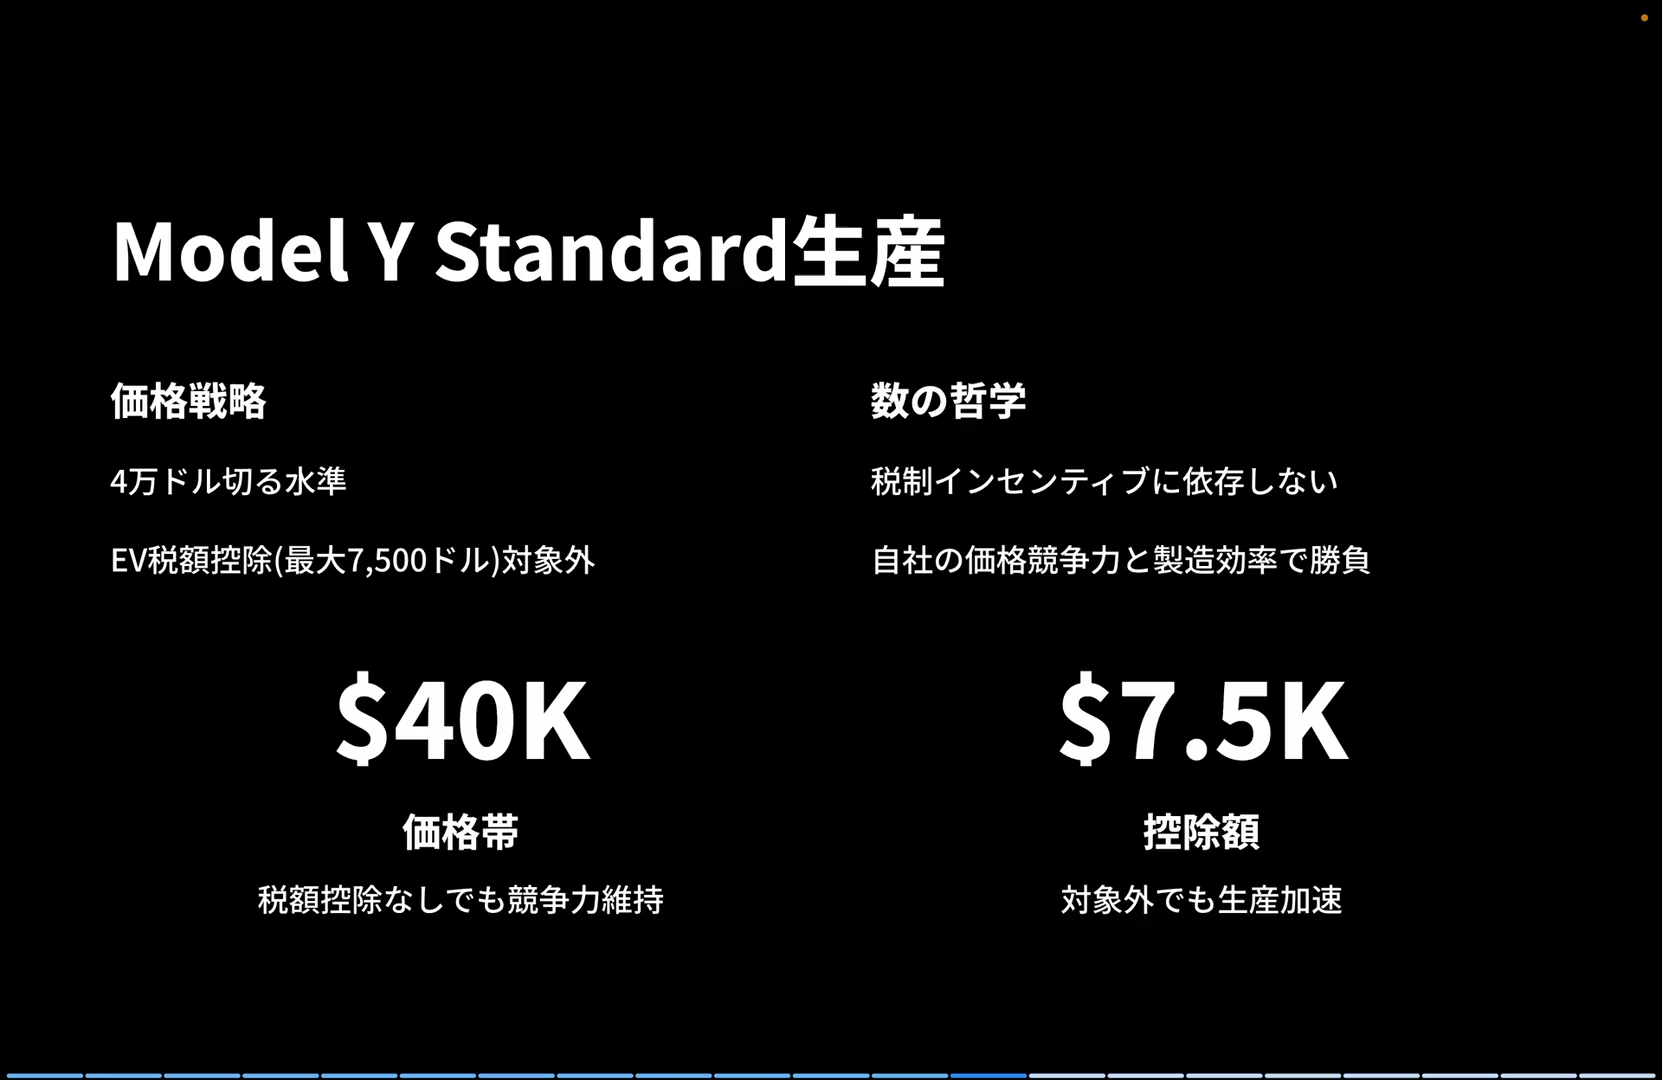 Model Y Standard生産
価格戦略
4万ドル切る水準
EV税額控除(最大7,500ドル)対象外
数の哲学
税制インセンティブに依存しない
自社の価格競争力と製造効率で勝負
$40K
価格帯
税額控除なしでも競争力維持
$7.5K
控除額
対象外でも生産加速